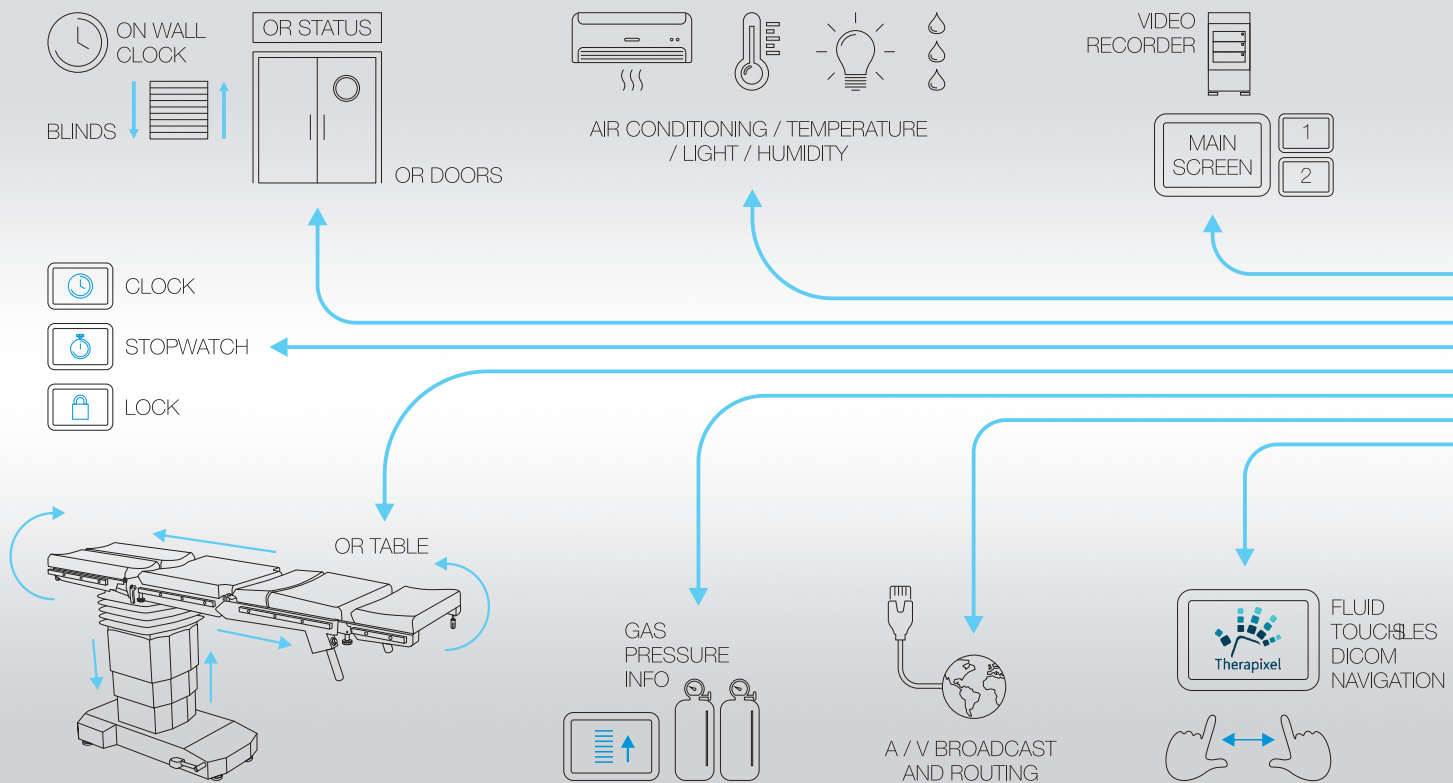 ON WALL
CLOCK
BLINDS
OR STATUS
OR DOORS
AIR CONDITIONING / TEMPERATURE
/ LIGHT / HUMIDITY
VIDEO
RECORDER
MAIN
SCREEN
1
2
CLOCK
STOPWATCH
LOCK
OR TABLE
GAS
PRESSURE
INFO
A / V BROADCAST
AND ROUTING
Therapixel
FLUID
DICOM
NAVIGATION